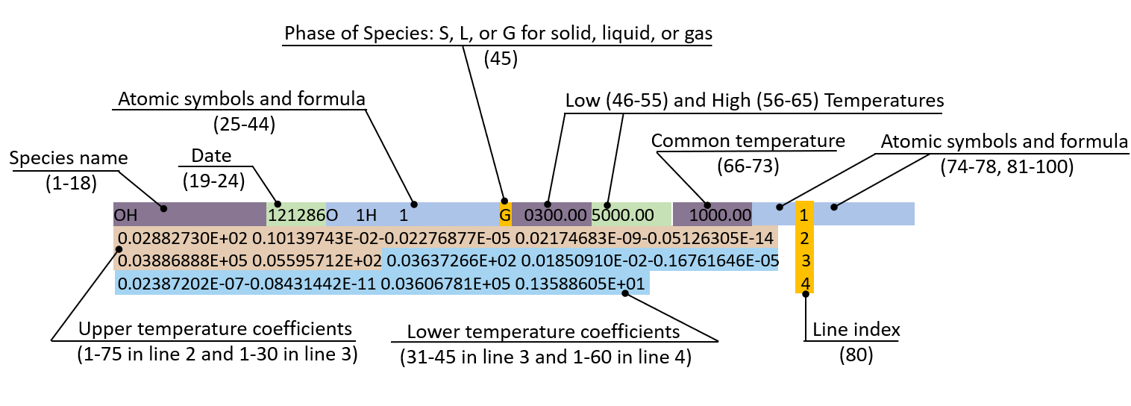 Phase of Species: S, L, or G for solid, liquid, or gas
(45)
Atomic symbols and formula
(25-44)
Low (46-55) and High (56-65) Temperatures
Species name
(1-18)
Date
(19-24)
Common temperature
(66-73)
Atomic symbols and formula
(74-78, 81-100)
OH 121286O 1H 1 G 0300.00 5000.00 1000.00 1
0.02882730E+02 0.10139743E-02-0.02276877E-05 0.02174683E-09-0.05126305E-14 2
0.03886888E+05 0.05595712E+02 0.03637266E+02 0.01850910E-02-0.16761646E-05 3
0.02387202E-07-0.08431442E-11 0.03606781E+05 0.13588605E+01 4
Upper temperature coefficients
(1-75 in line 2 and 1-30 in line 3)
Lower temperature coefficients
(31-45 in line 3 and 1-60 in line 4)
Line index
(80)